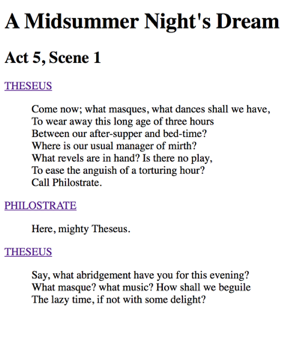 A Midsummer Night's Dream
Act 5, Scene 1
THESEUS
Come now; what masques, what dances shall we have,
To wear away this long age of three hours
Between our after-supper and bed-time?
Where is our usual manager of mirth?
What revels are in hand? Is there no play,
To ease the anguish of a torturing hour?
Call Philostrate.
PHILOSTRATE
Here, mighty Theseus.
THESEUS
Say, what abridgement have you for this evening?
What masque? what music? How shall we beguile
The lazy time, if not with some delight?